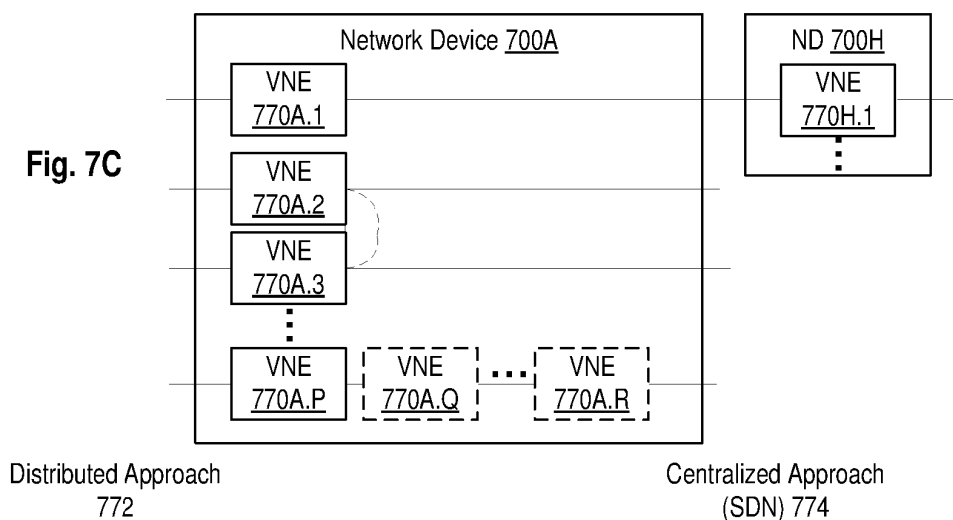 Network Device 700A
ND 700H
VNE
770A.1
VNE
770H.1
Fig. 7C
VNE
770A.2
VNE
770A.3
VNE
770A.P
VNE
770A.Q
VNE
770A.R
Distributed Approach
772
Centralized Approach
(SDN) 774